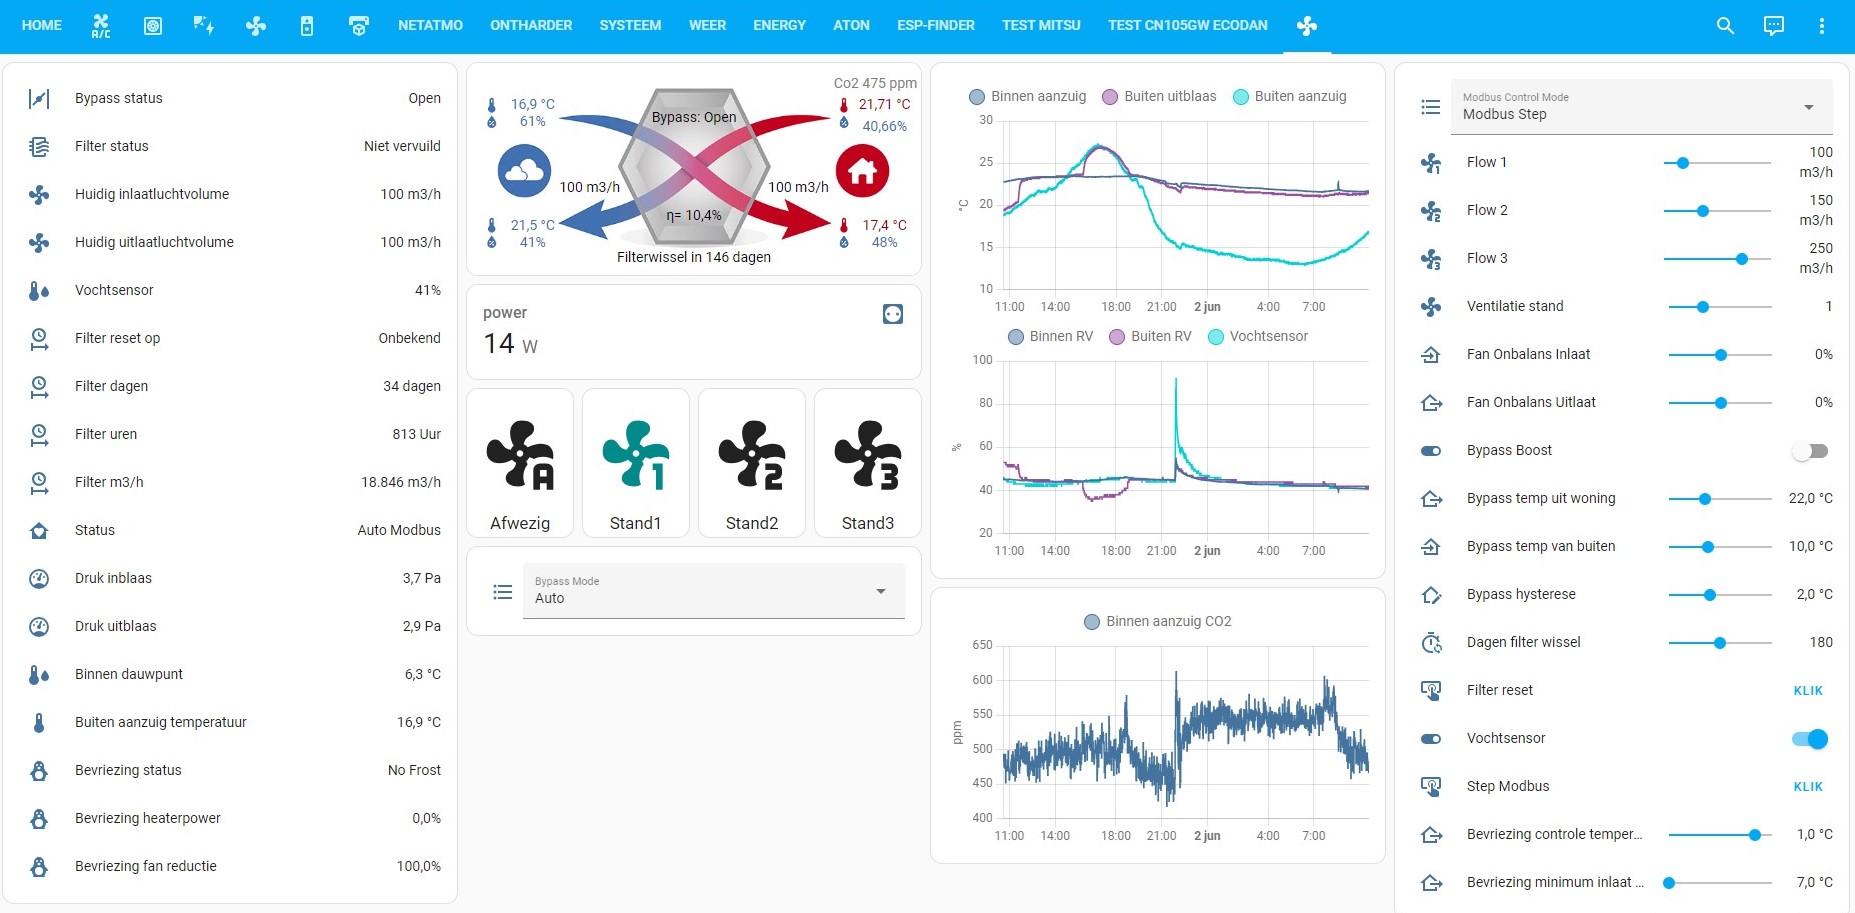 HOME A/C NETATMO ONTHARDER SYSTEEM WEER ENERGY ATON ESP-FINDER TEST MITSU TEST CN105GW ECODAN
Bypass status Open
Filter status Niet vervuild
Huidig inlaatluchtvolume 100 m3/h
Huidig uitlaatluchtvolume 100 m3/h
Vochtsensor 41%
Filter reset op Onbekend
Filter dagen 34 dagen
Filter uren 813 Uur
Filter m3/h 18.846 m3/h
Status Auto Modbus
Druk inblaas 3,7 Pa
Druk uitblaas 2,9 Pa
Binnen dauwpunt 6,3 °C
Buiten aanzuig temperatuur 16,9 °C
Bevriezing status No Frost
Bevriezing heaterpower 0,0%
Bevriezing fan reductie 100,0%
Co2 475 ppm
16,9 °C 21,71 °C
61% Bypass: Open 40,66%
100 m3/h 100 m3/h
η= 10,4%
21,5 °C 17,4 °C
41% 48%
Filterwissel in 146 dagen
power
14 W
A 1 2 3
Afwezig Stand1 Stand2 Stand3
Bypass Mode
Auto
Binnen aanzuig Buiten uitblaas Buiten aanzuig
30
25
20
15
10
°C
11:00 14:00 18:00 21:00 2 jun 4:00 7:00
Binnen RV Buiten RV Vochtsensor
100
80
60
40
20
%
11:00 14:00 18:00 21:00 2 jun 4:00 7:00
Binnen aanzuig CO2
650
600
550
500
450
400
ppm
11:00 14:00 18:00 21:00 2 jun 4:00 7:00
Modbus Control Mode
Modbus Step
1 Flow 1 100 m3/h
2 Flow 2 150 m3/h
3 Flow 3 250 m3/h
Ventilatie stand 1
Fan Onbalans Inlaat 0%
Fan Onbalans Uitlaat 0%
Bypass Boost
Bypass temp uit woning 22,0 °C
Bypass temp van buiten 10,0 °C
Bypass hysterese 2,0 °C
Dagen filter wissel 180
Filter reset KLIK
Vochtsensor
Step Modbus KLIK
Bevriezing controle temper... 1,0 °C
Bevriezing minimum inlaat ... 7,0 °C